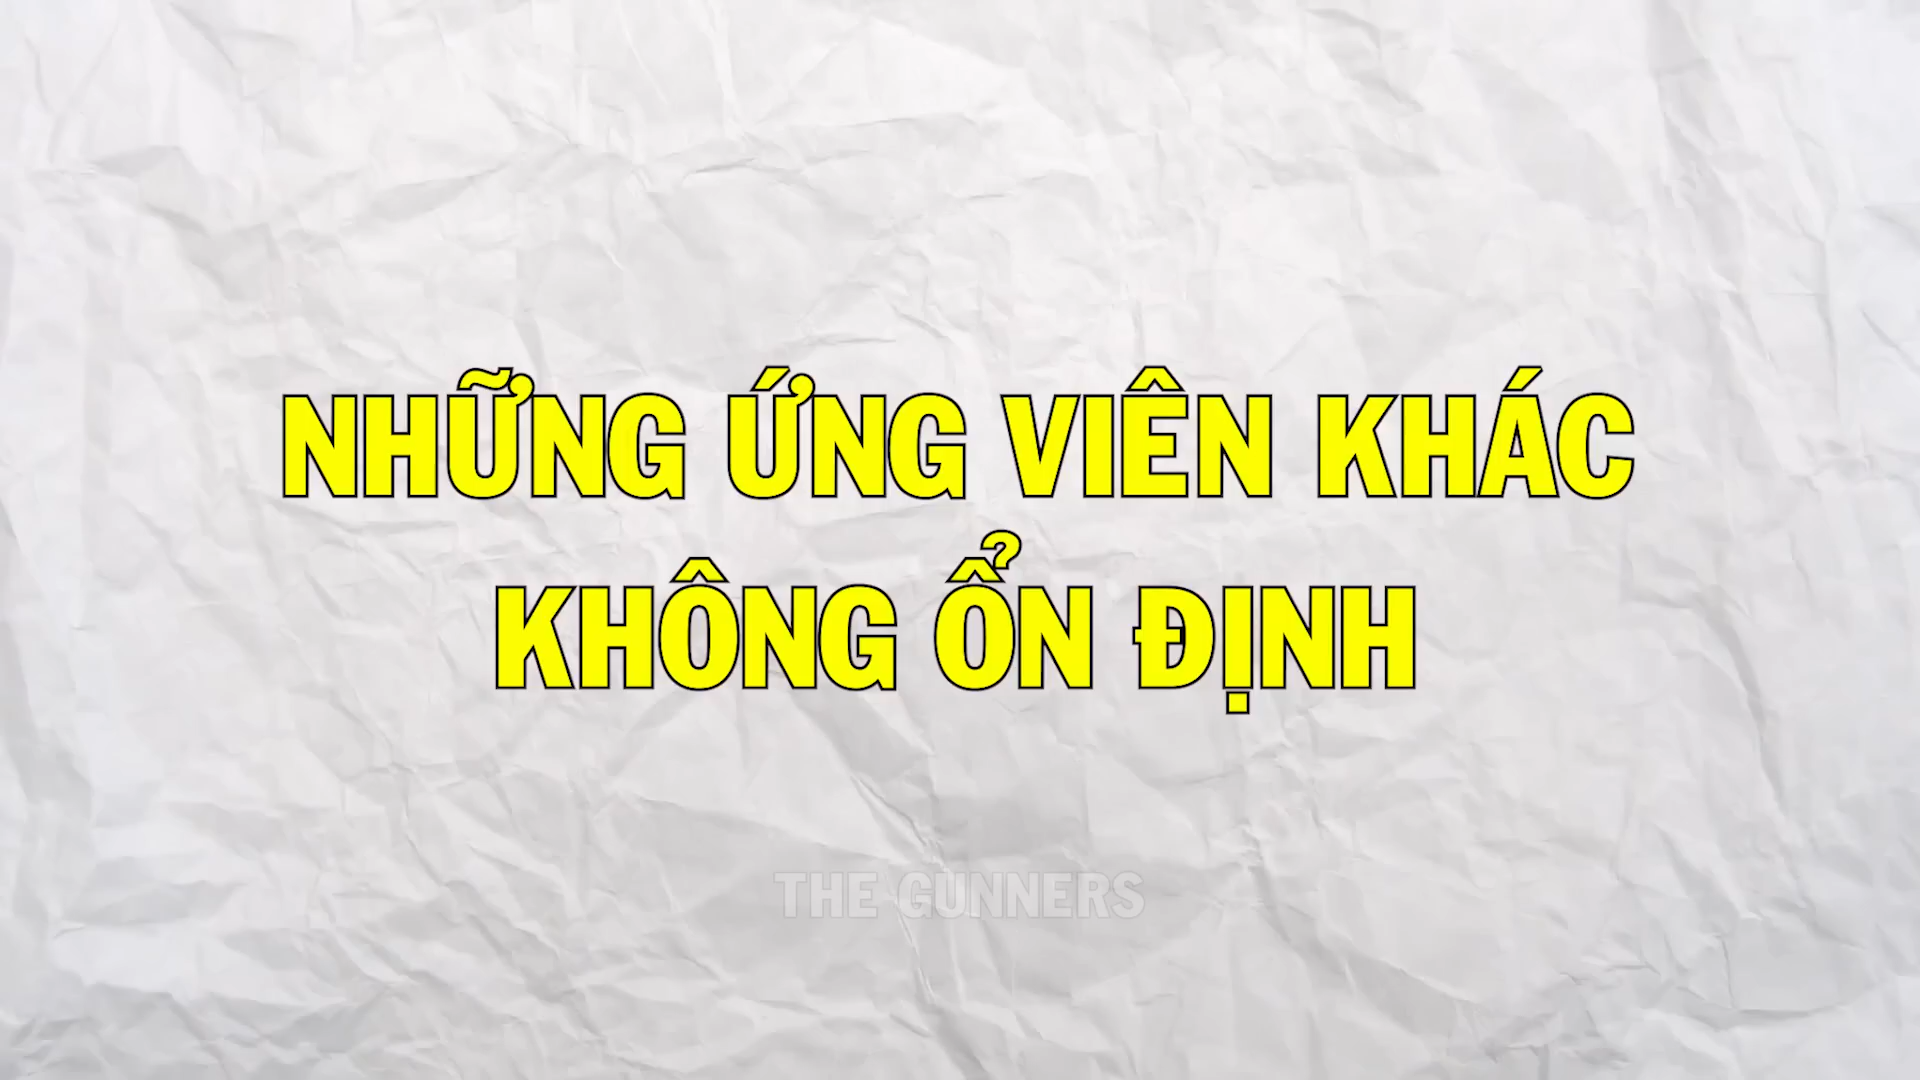 NHỮNG ỨNG VIÊN KHÁC
KHÔNG ỔN ĐỊNH
THE GUNNERS